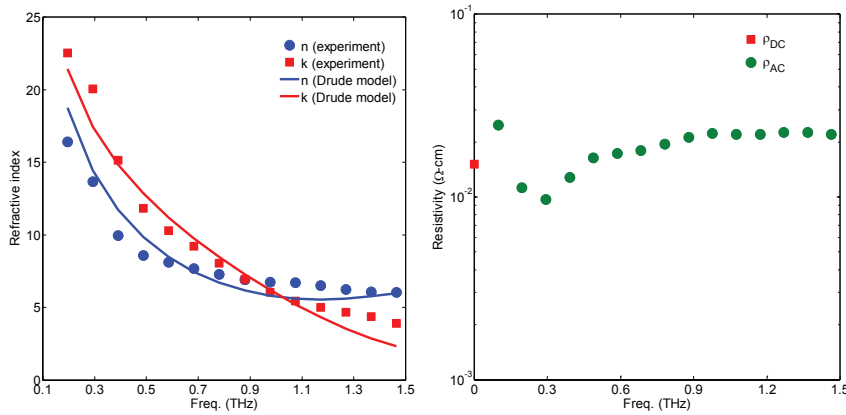 25
20
15
10
5
0
0.1 0.3 0.5 0.7 0.9 1.1 1.3 1.5
Freq. (THz)
Refractive index
n (experiment)
k (experiment)
n (Drude model)
k (Drude model)
10⁻¹
10⁻²
10⁻³
0 0.3 0.6 0.9 1.2 1.5
Freq. (THz)
Resistivity (Ω·cm)
ρDC
ρAC